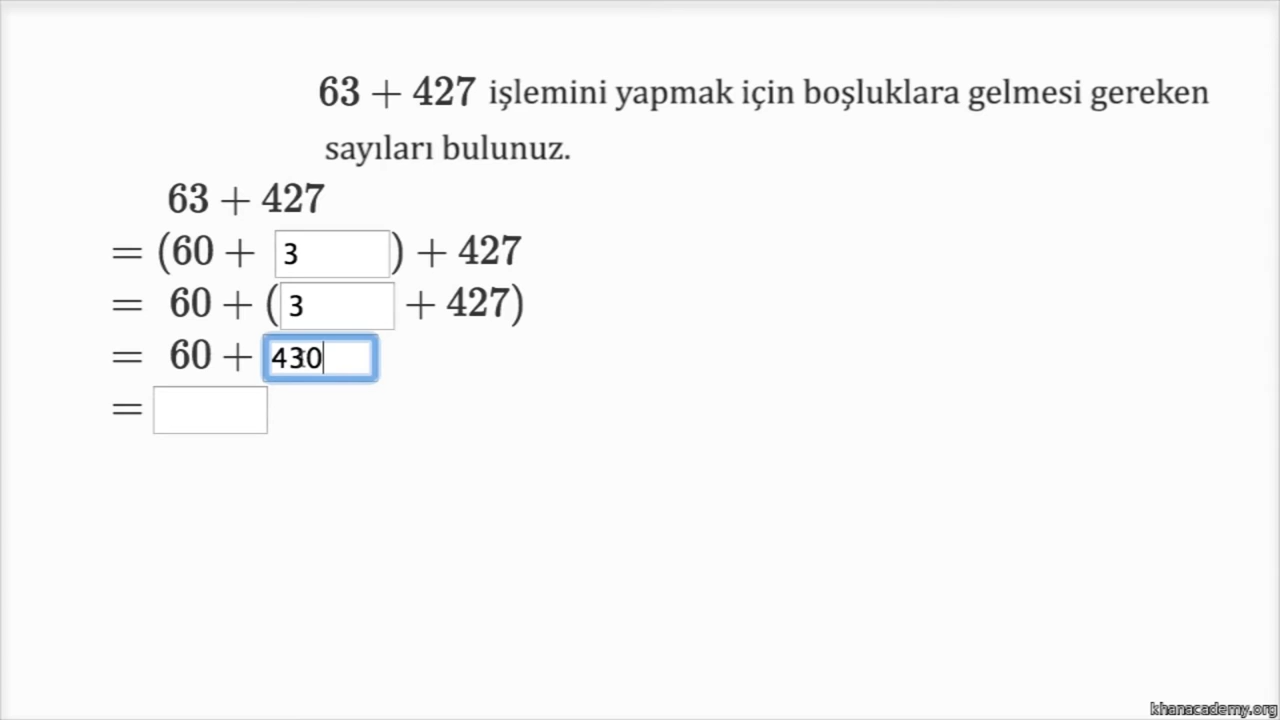 63 + 427 işlemini yapmak için boşluklara gelmesi gereken
sayıları bulunuz.
63 + 427
= (60 + 3 ) + 427
= 60 + ( 3 + 427)
= 60 + 430
=
khanacademy.org